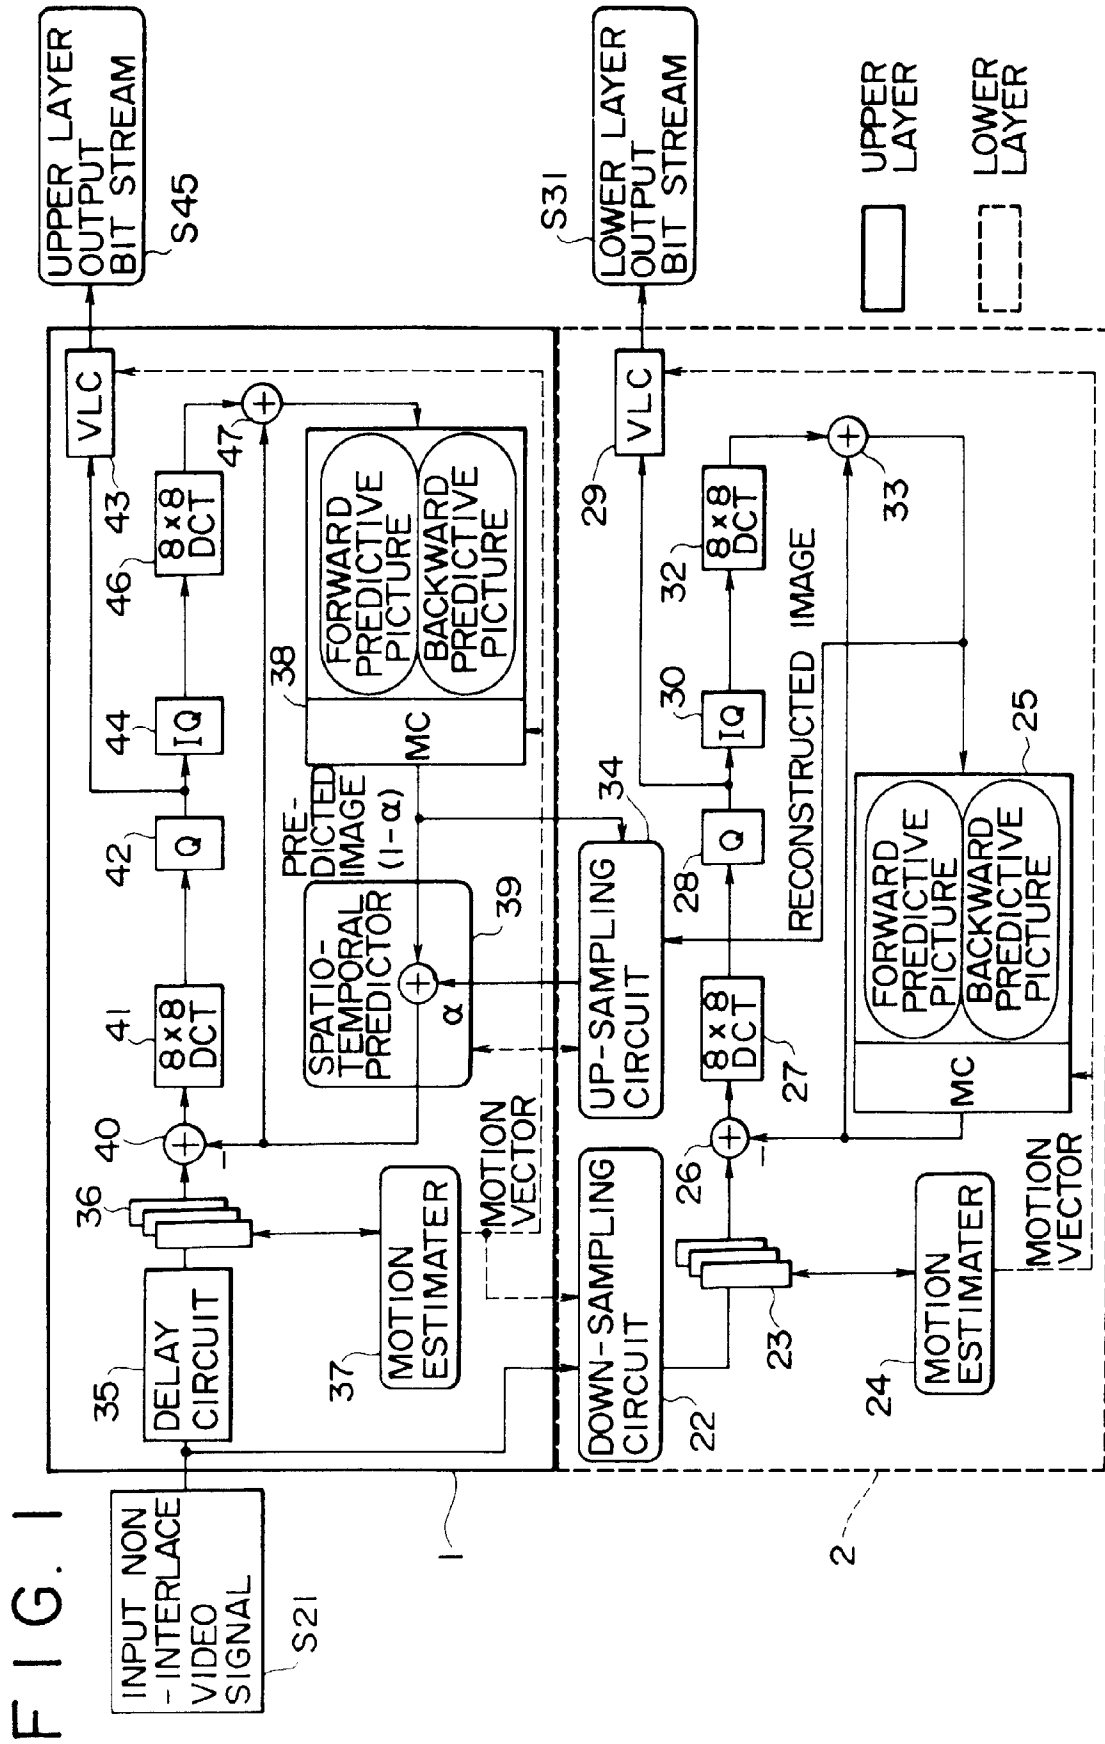 FIG. 1
INPUT NON
-INTERLACE
VIDEO
SIGNAL
S21
1
2
35
DELAY
CIRCUIT
36
40
−
41
8×8
DCT
42
Q
44
IQ
46
8×8
DCT
43
VLC
47
UPPER LAYER
OUTPUT
BIT STREAM
S45
37
MOTION
ESTIMATER
MOTION
VECTOR
SPATIO-
TEMPORAL
PREDICTOR
39
α
PRE-
DICTED
IMAGE
(1-α)
38
MC
FORWARD
PREDICTIVE
PICTURE
BACKWARD
PREDICTIVE
PICTURE
DOWN-SAMPLING
CIRCUIT
22
UP-SAMPLING
CIRCUIT
34
23
26
−
8×8
DCT
27
28
Q
30
IQ
32
8×8
DCT
29
VLC
33
LOWER LAYER
OUTPUT
BIT STREAM
S31
RECONSTRUCTED IMAGE
24
MOTION
ESTIMATER
MOTION
VECTOR
25
MC
FORWARD
PREDICTIVE
PICTURE
BACKWARD
PREDICTIVE
PICTURE
UPPER
LAYER
LOWER
LAYER